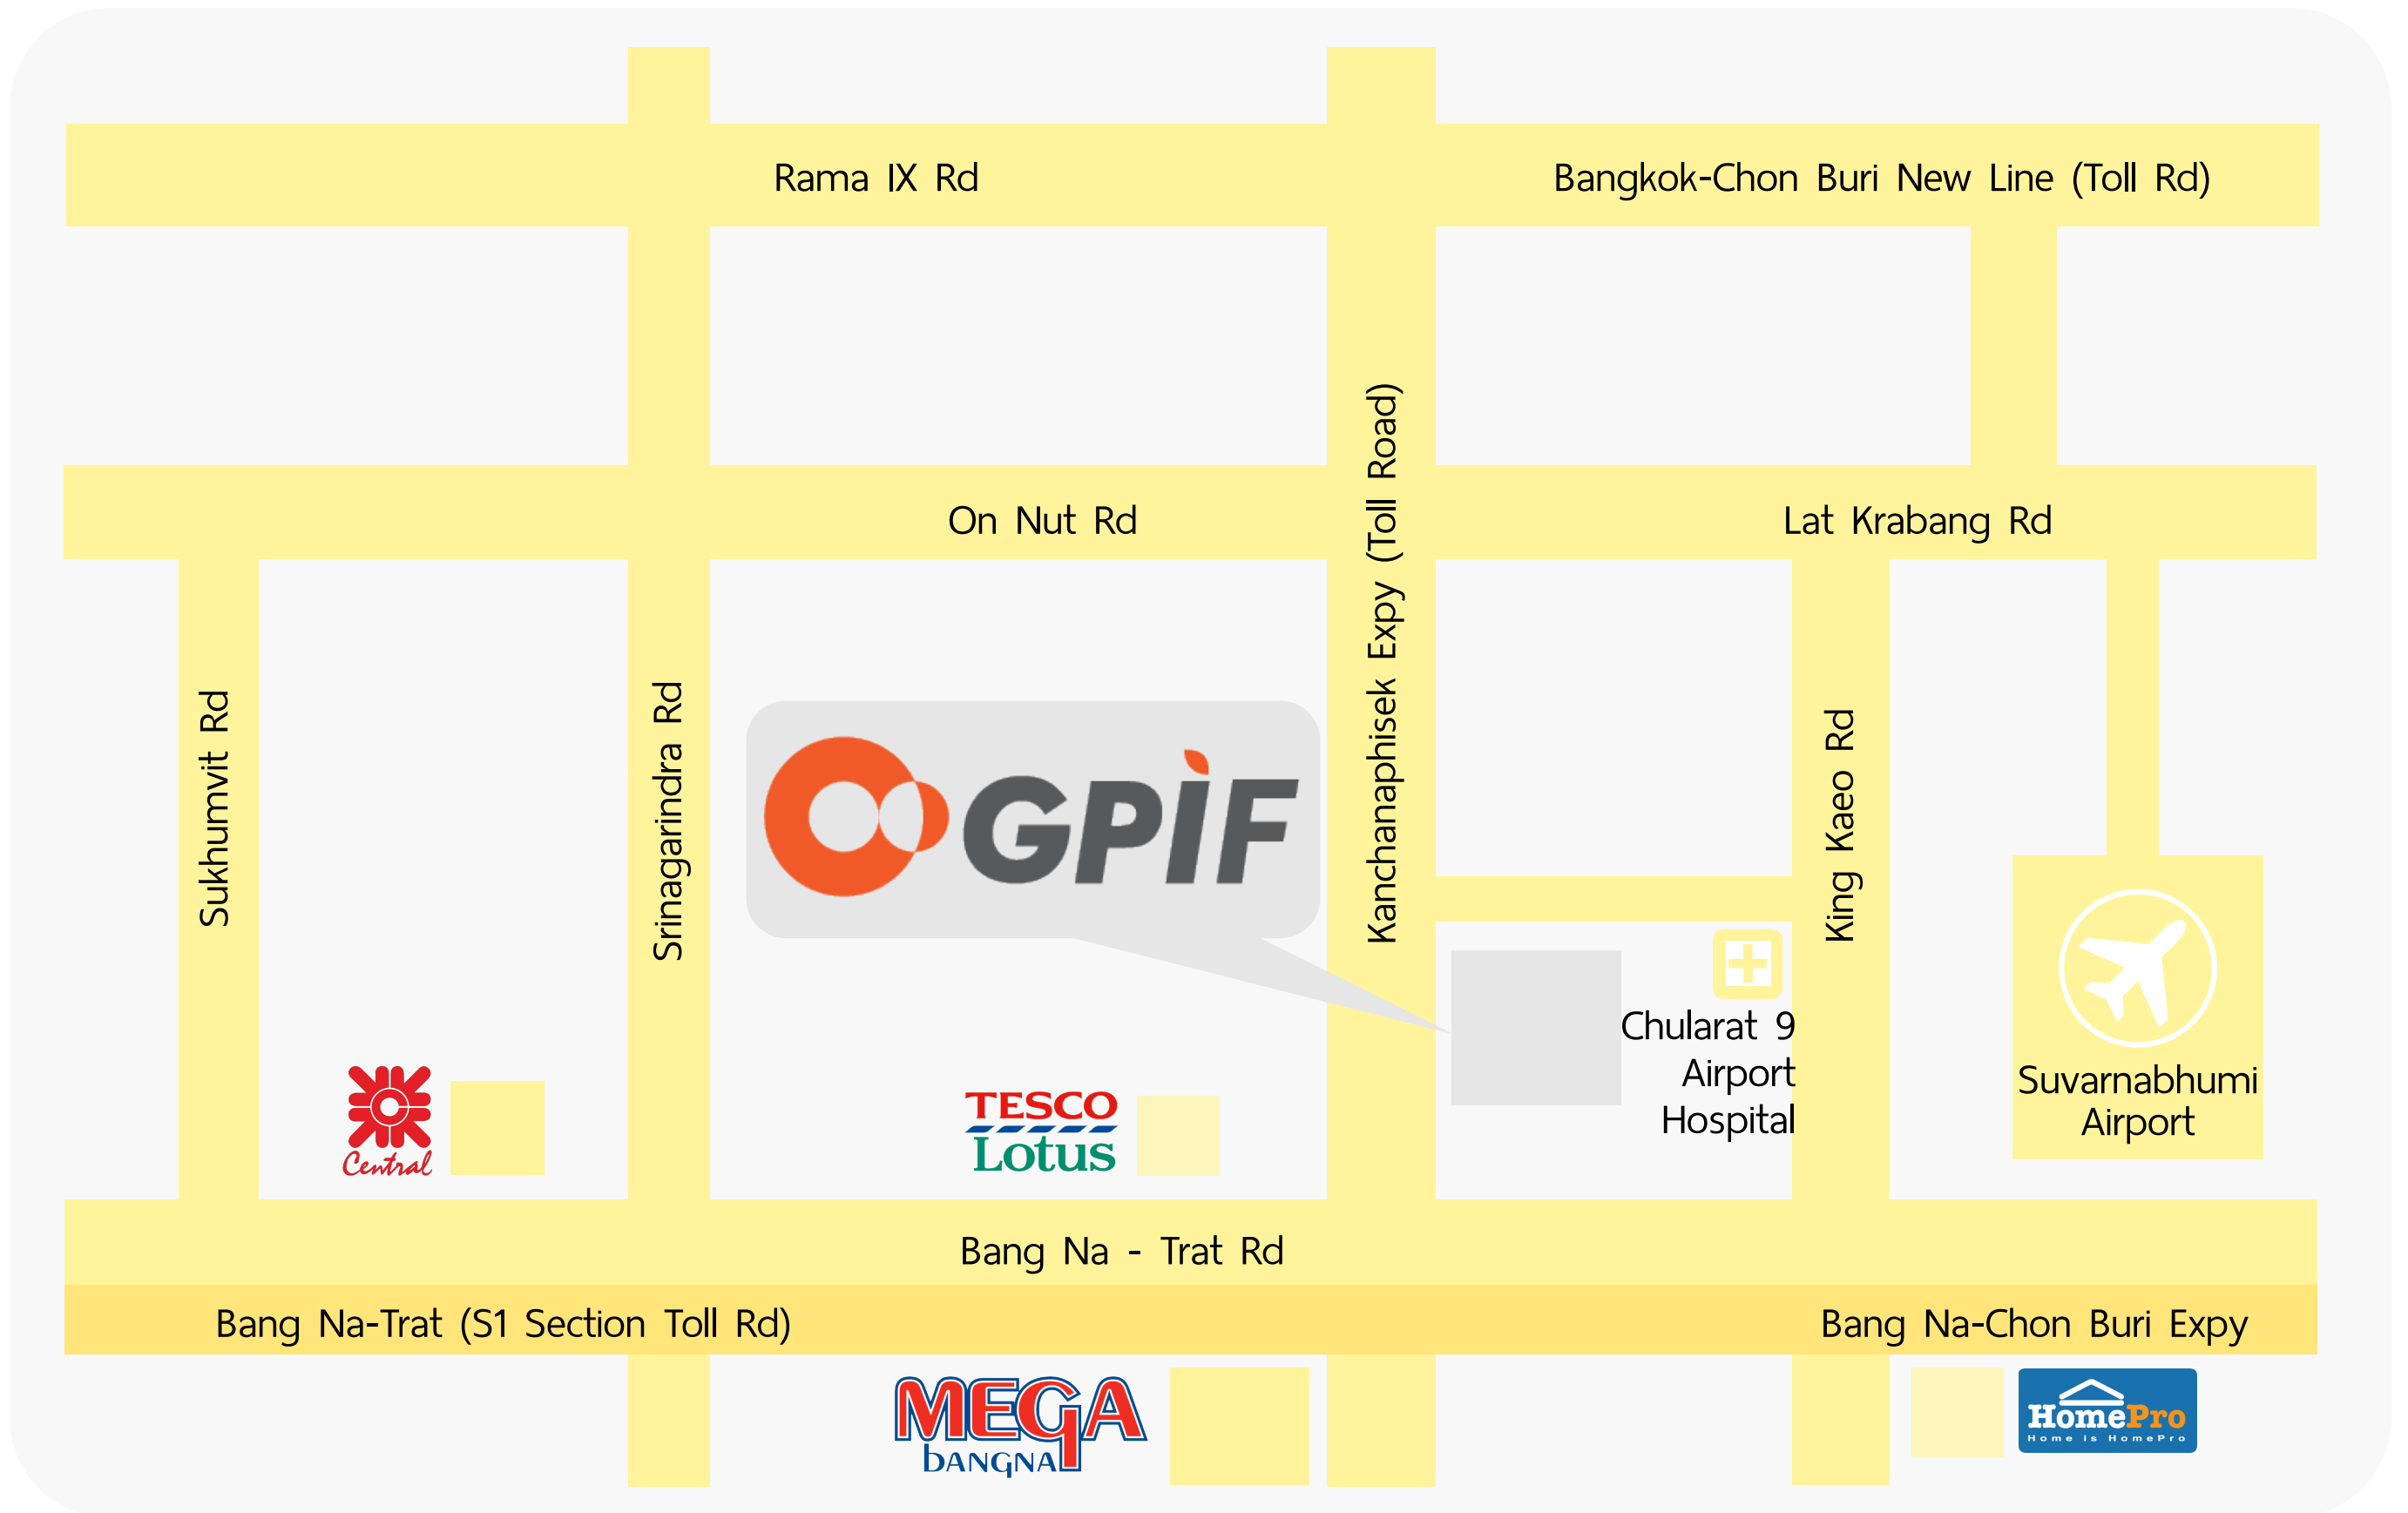 Rama IX Rd
Bangkok-Chon Buri New Line (Toll Rd)
On Nut Rd
Lat Krabang Rd
Kanchanaphisek Expy (Toll Road)
Sukhumvit Rd
Srinagarindra Rd
GPiF
King Kaeo Rd
Chularat 9
Airport
Hospital
Suvarnabhumi
Airport
Central
TESCO
Lotus
Bang Na - Trat Rd
Bang Na-Trat (S1 Section Toll Rd)
Bang Na-Chon Buri Expy
MEGA
bANGNA
HomePro
Home is HomePro